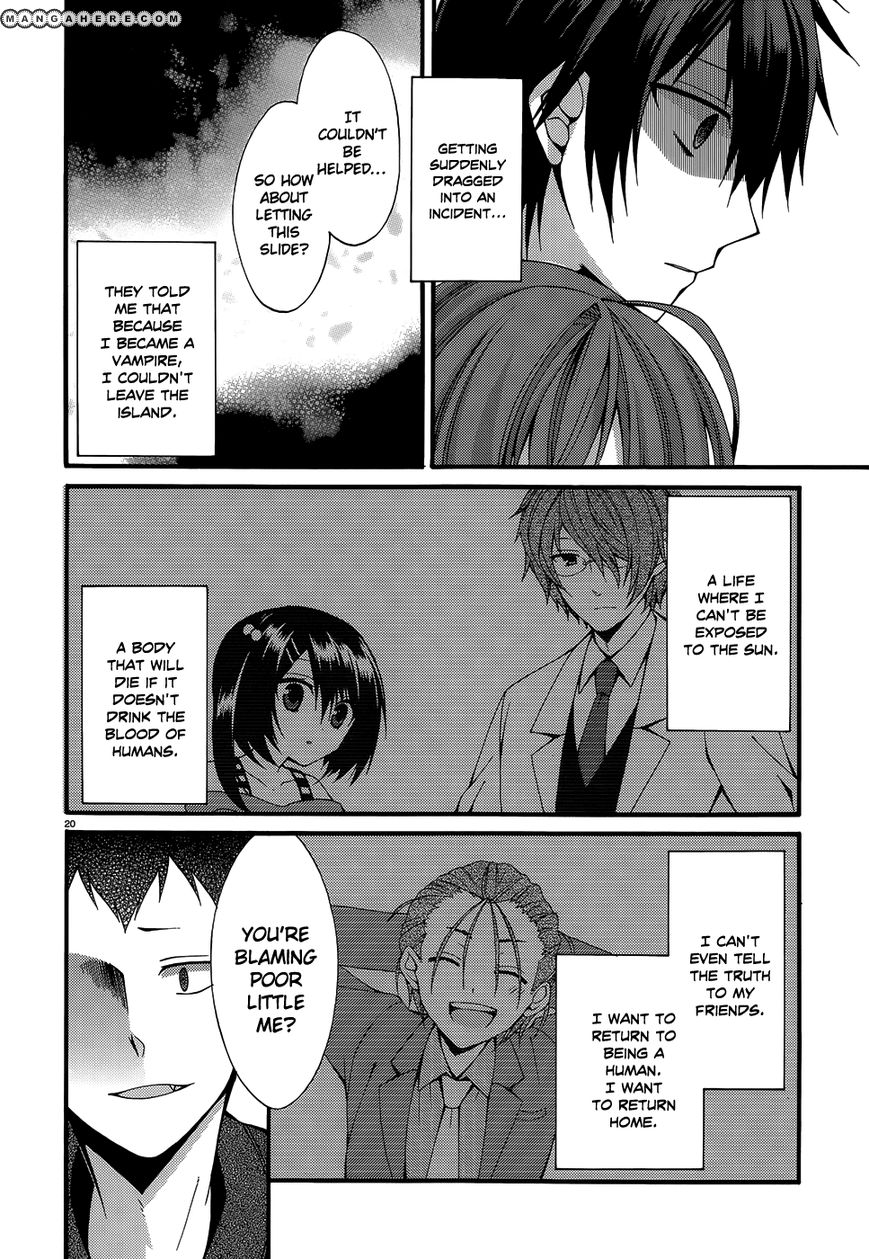 MANGAHERE.COM
GETTING
SUDDENLY
DRAGGED
INTO AN
INCIDENT...
IT
COULDN'T
BE
HELPED...
SO HOW
ABOUT
LETTING
THIS
SLIDE?
THEY TOLD
ME THAT
BECAUSE
I BECAME A
VAMPIRE,
I COULDN'T
LEAVE THE
ISLAND.
A LIFE
WHERE I
CAN'T BE
EXPOSED
TO THE SUN.
A BODY
THAT WILL
DIE IF IT
DOESN'T
DRINK THE
BLOOD OF
HUMANS.
20
I CAN'T
EVEN TELL
THE TRUTH
TO MY
FRIENDS.
I WANT TO
RETURN TO
BEING A
HUMAN.
I WANT
TO RETURN
HOME.
YOU'RE
BLAMING
POOR
LITTLE
ME?